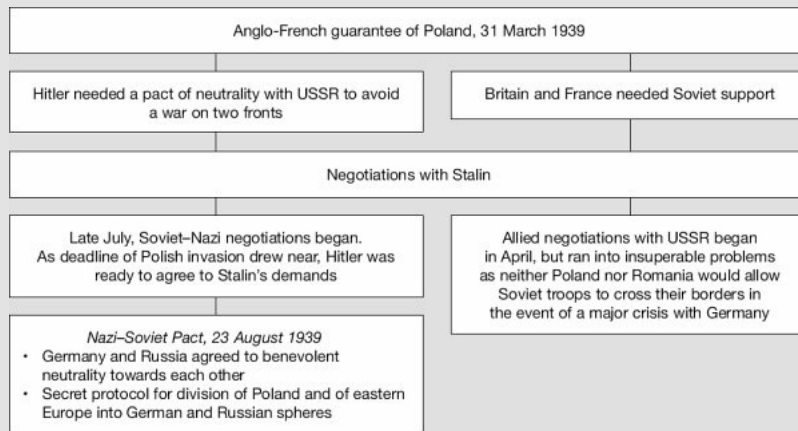 Anglo-French guarantee of Poland, 31 March 1939
Hitler needed a pact of neutrality with USSR to avoid
a war on two fronts
Britain and France needed Soviet support
Negotiations with Stalin
Late July, Soviet–Nazi negotiations began.
As deadline of Polish invasion drew near, Hitler was
ready to agree to Stalin's demands
Allied negotiations with USSR began
in April, but ran into insuperable problems
as neither Poland nor Romania would allow
Soviet troops to cross their borders in
the event of a major crisis with Germany
Nazi–Soviet Pact, 23 August 1939
• Germany and Russia agreed to benevolent
neutrality towards each other
• Secret protocol for division of Poland and of eastern
Europe into German and Russian spheres